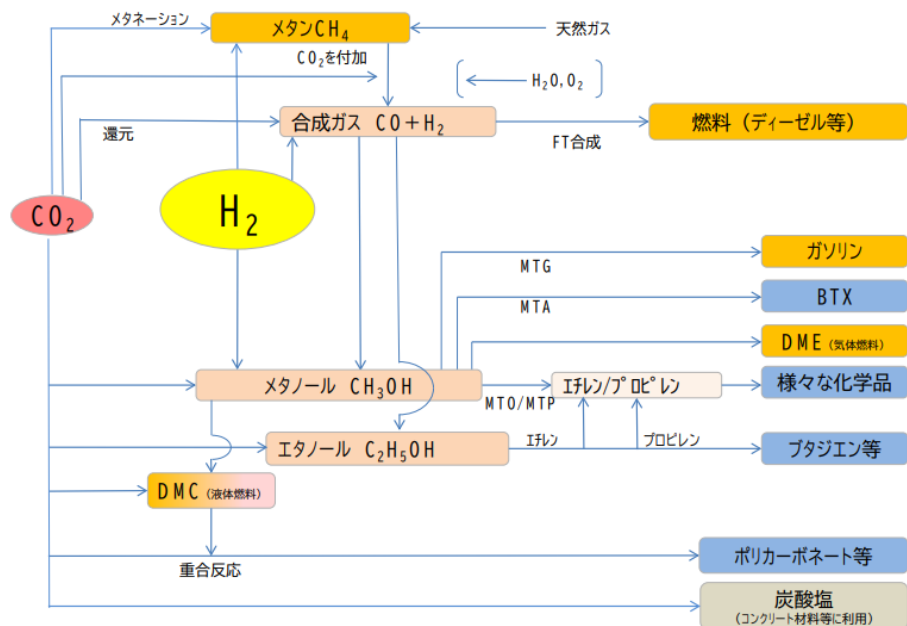 メタネーション
メタンCH₄
天然ガス
CO₂を付加
H₂O,O₂
還元
合成ガス CO＋H₂
燃料（ディーゼル等）
FT合成
CO₂
H₂
ガソリン
MTG
BTX
MTA
DME（気体燃料）
メタノール CH₃OH
エチレン/プロピレン
様々な化学品
MTO/MTP
エタノール C₂H₅OH
エチレン
プロピレン
ブタジエン等
DMC（液体燃料）
ポリカーボネート等
重合反応
炭酸塩
（コンクリート材料等に利用）